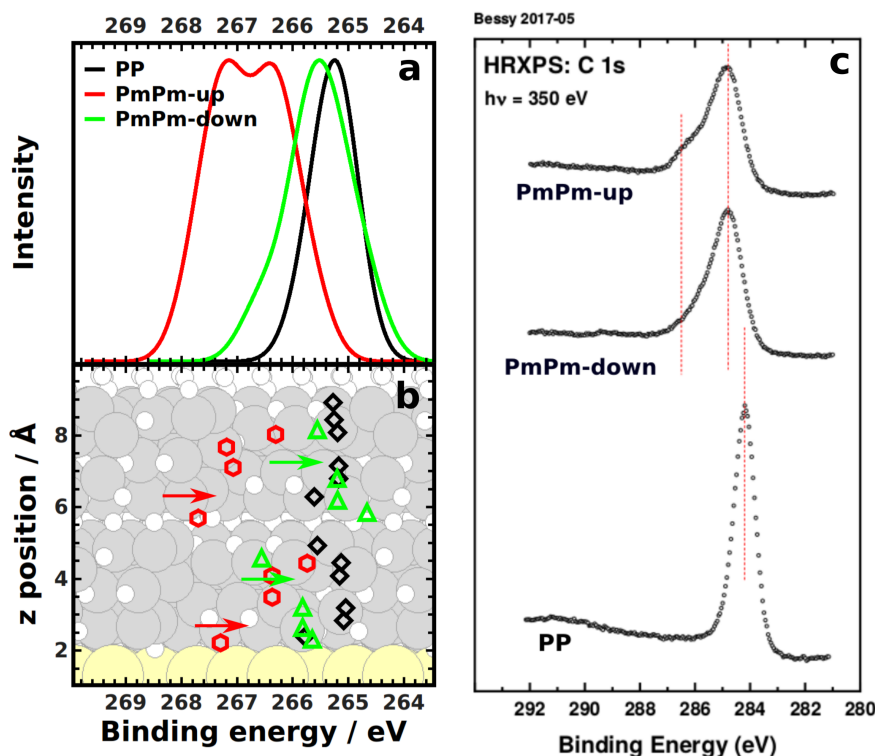 269 268 267 266 265 264
a
PP
PmPm-up
PmPm-down
Intensity
b
8
6
4
2
z position / Å
269 268 267 266 265 264
Binding energy / eV
Bessy 2017-05
HRXPS: C 1s
hν = 350 eV
c
PmPm-up
PmPm-down
PP
292 290 288 286 284 282 280
Binding Energy (eV)